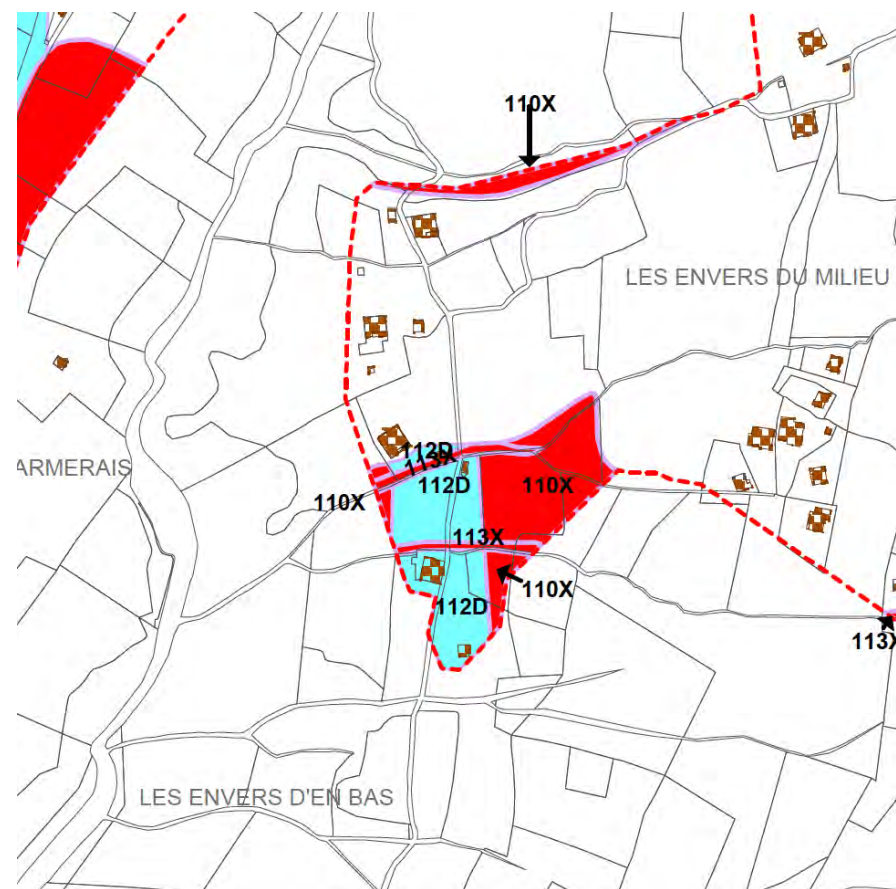 110X
LES ENVERS DU MILIEU
112D
113X
ARMERAIS
112D
110X
110X
113X
110X
112D
113X
LES ENVERS D'EN BAS